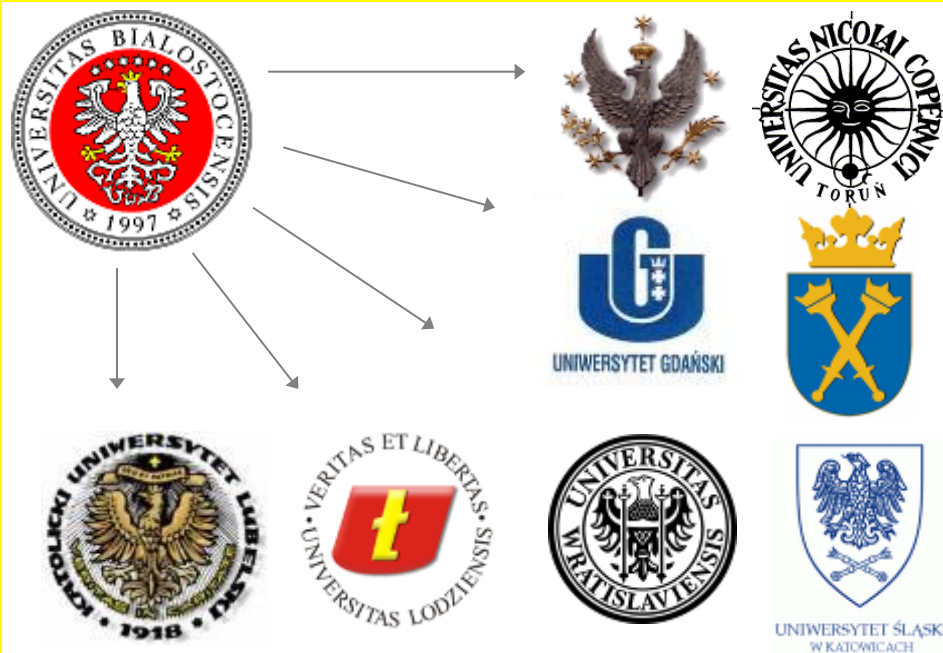 UNIVERSITAS BIALOSTOCENSIS
1997
UNIVERSITAS NICOLAI COPERNICI
TORUŃ
UNIWERSYTET GDAŃSKI
KATOLICKI UNIWERSYTET LUBELSKI
1918
VERITAS ET LIBERTAS
UNIVERSITAS LODZIENSIS
ł
UNIVERSITAS
WRATISLAVIENSIS
UNIWERSYTET ŚLĄSKI
W KATOWICACH